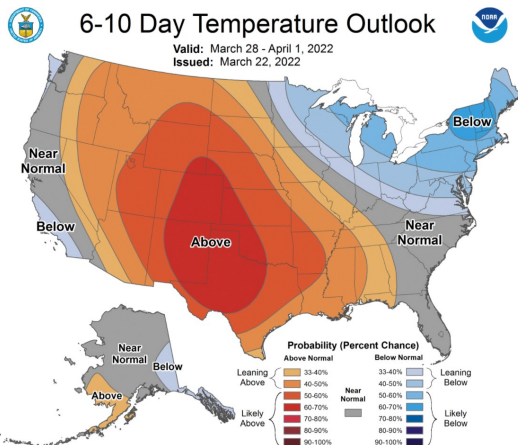 6-10 Day Temperature Outlook
Valid: March 28 - April 1, 2022
Issued: March 22, 2022
NOAA
Near
Normal
Below
Above
Below
Near
Normal
Near
Normal
Below
Above
Probability (Percent Chance)
Above Normal
Below Normal
Leaning
Above
33-40%
40-50%
Likely
Above
50-60%
60-70%
70-80%
80-90%
90-100%
Near
Normal
33-40%
40-50%
Leaning
Below
50-60%
60-70%
70-80%
80-90%
90-100%
Likely
Below